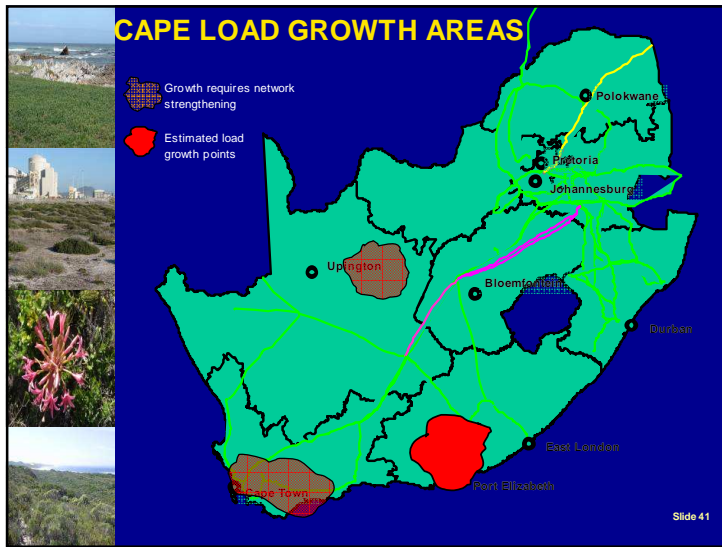 CAPE LOAD GROWTH AREAS
Growth requires network
strengthening
Estimated load
growth points
Polokwane
Pretoria
Johannesburg
Upington
Durban
East London
Port Elizabeth
Cape Town
Slide 41